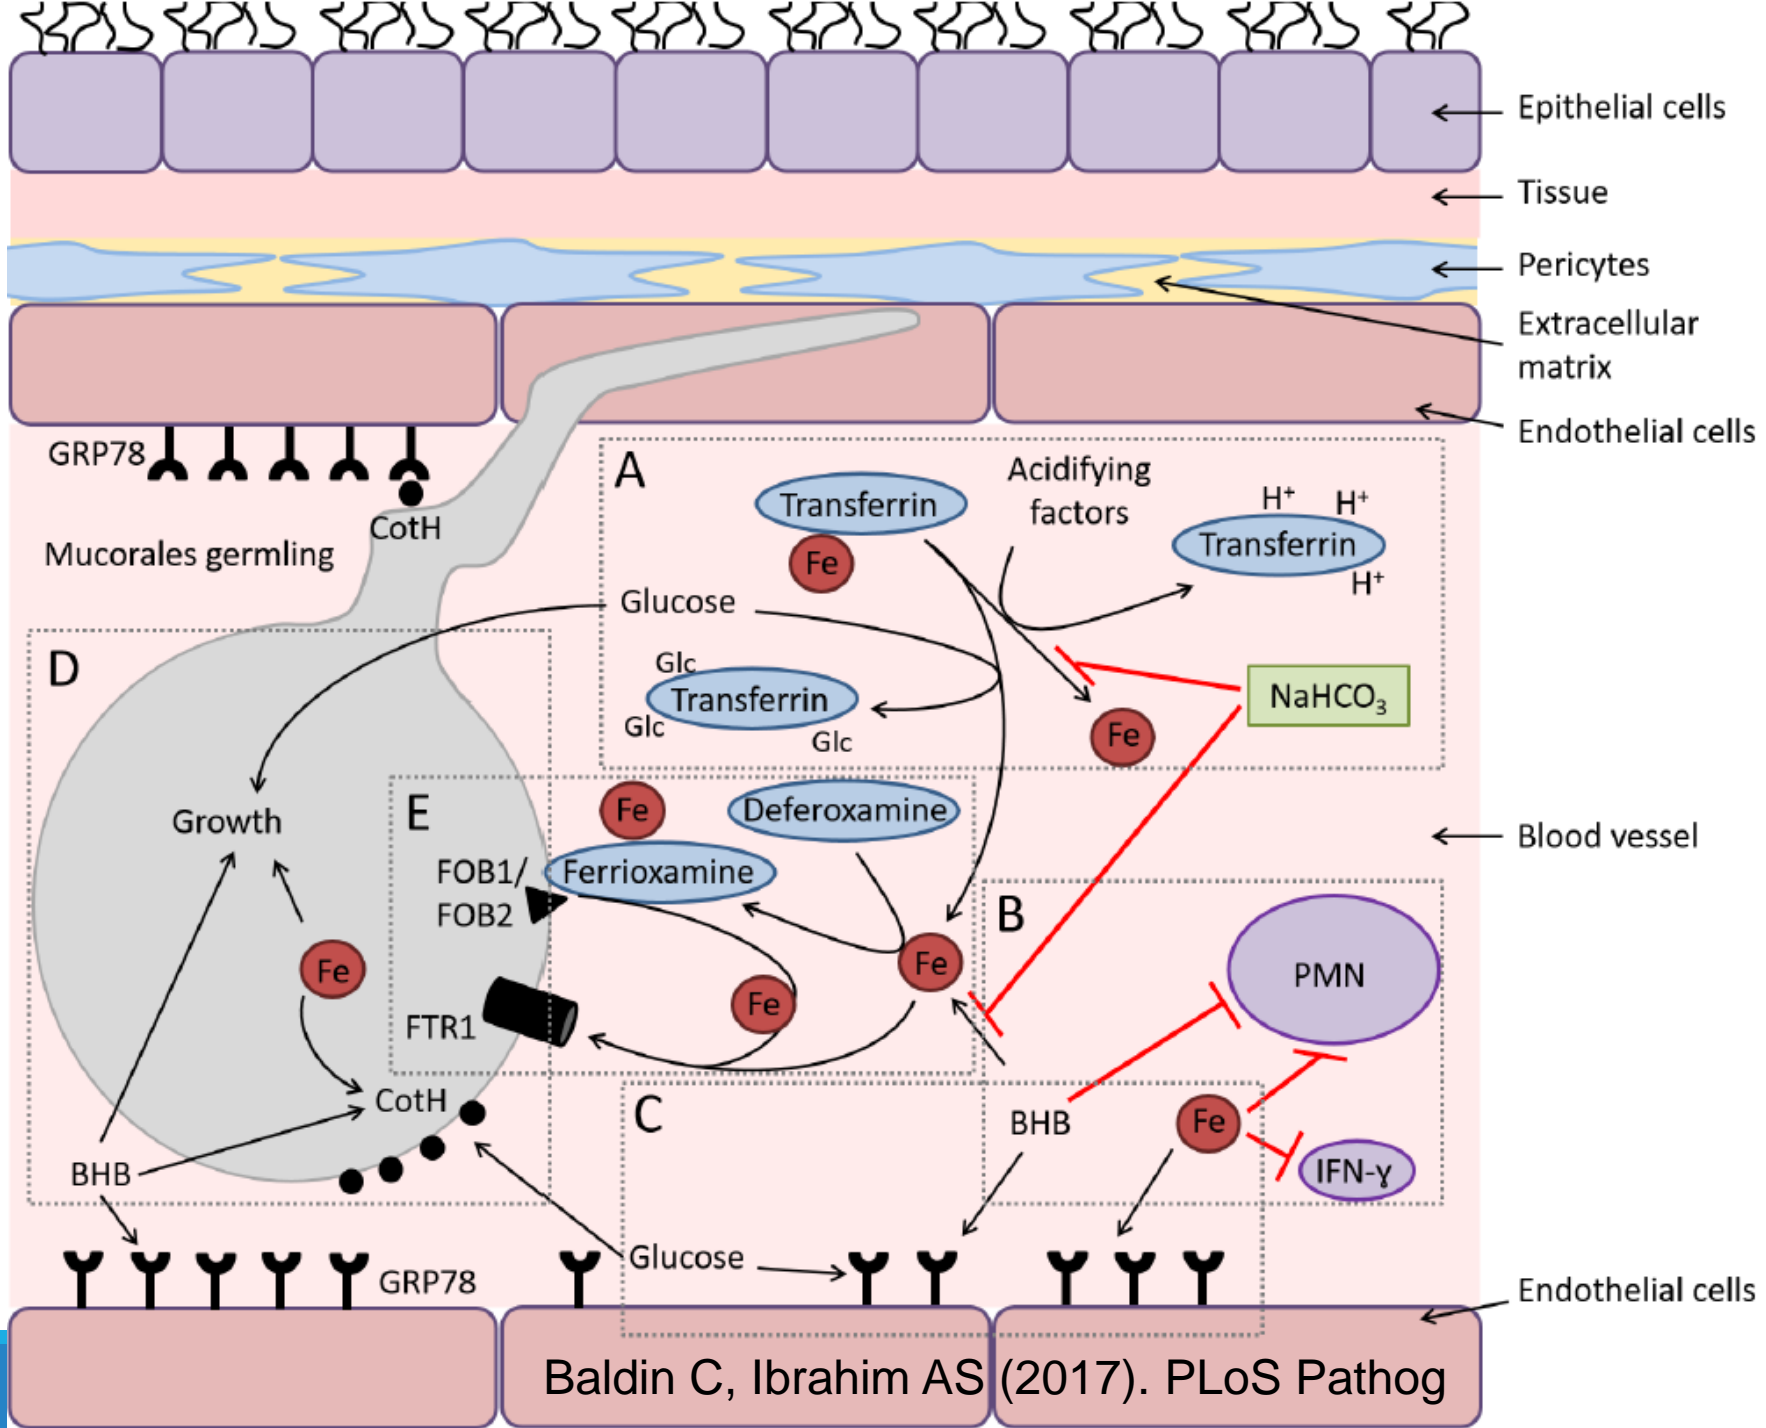 Epithelial cells
Tissue
Pericytes
Extracellular
matrix
Endothelial cells
GRP78
CotH
Mucorales germling
A
Transferrin
Fe
Acidifying
factors
H⁺ H⁺
Transferrin
H⁺
Glucose
Glc
Transferrin
Glc
Glc
NaHCO₃
Fe
D
Growth
Fe
CotH
BHB
E
Fe
Deferoxamine
FOB1/
FOB2
Ferrioxamine
Fe
Fe
FTR1
Blood vessel
B
PMN
BHB
Fe
IFN-γ
C
Glucose
GRP78
Endothelial cells
Baldin C, Ibrahim AS (2017). PLoS Pathog